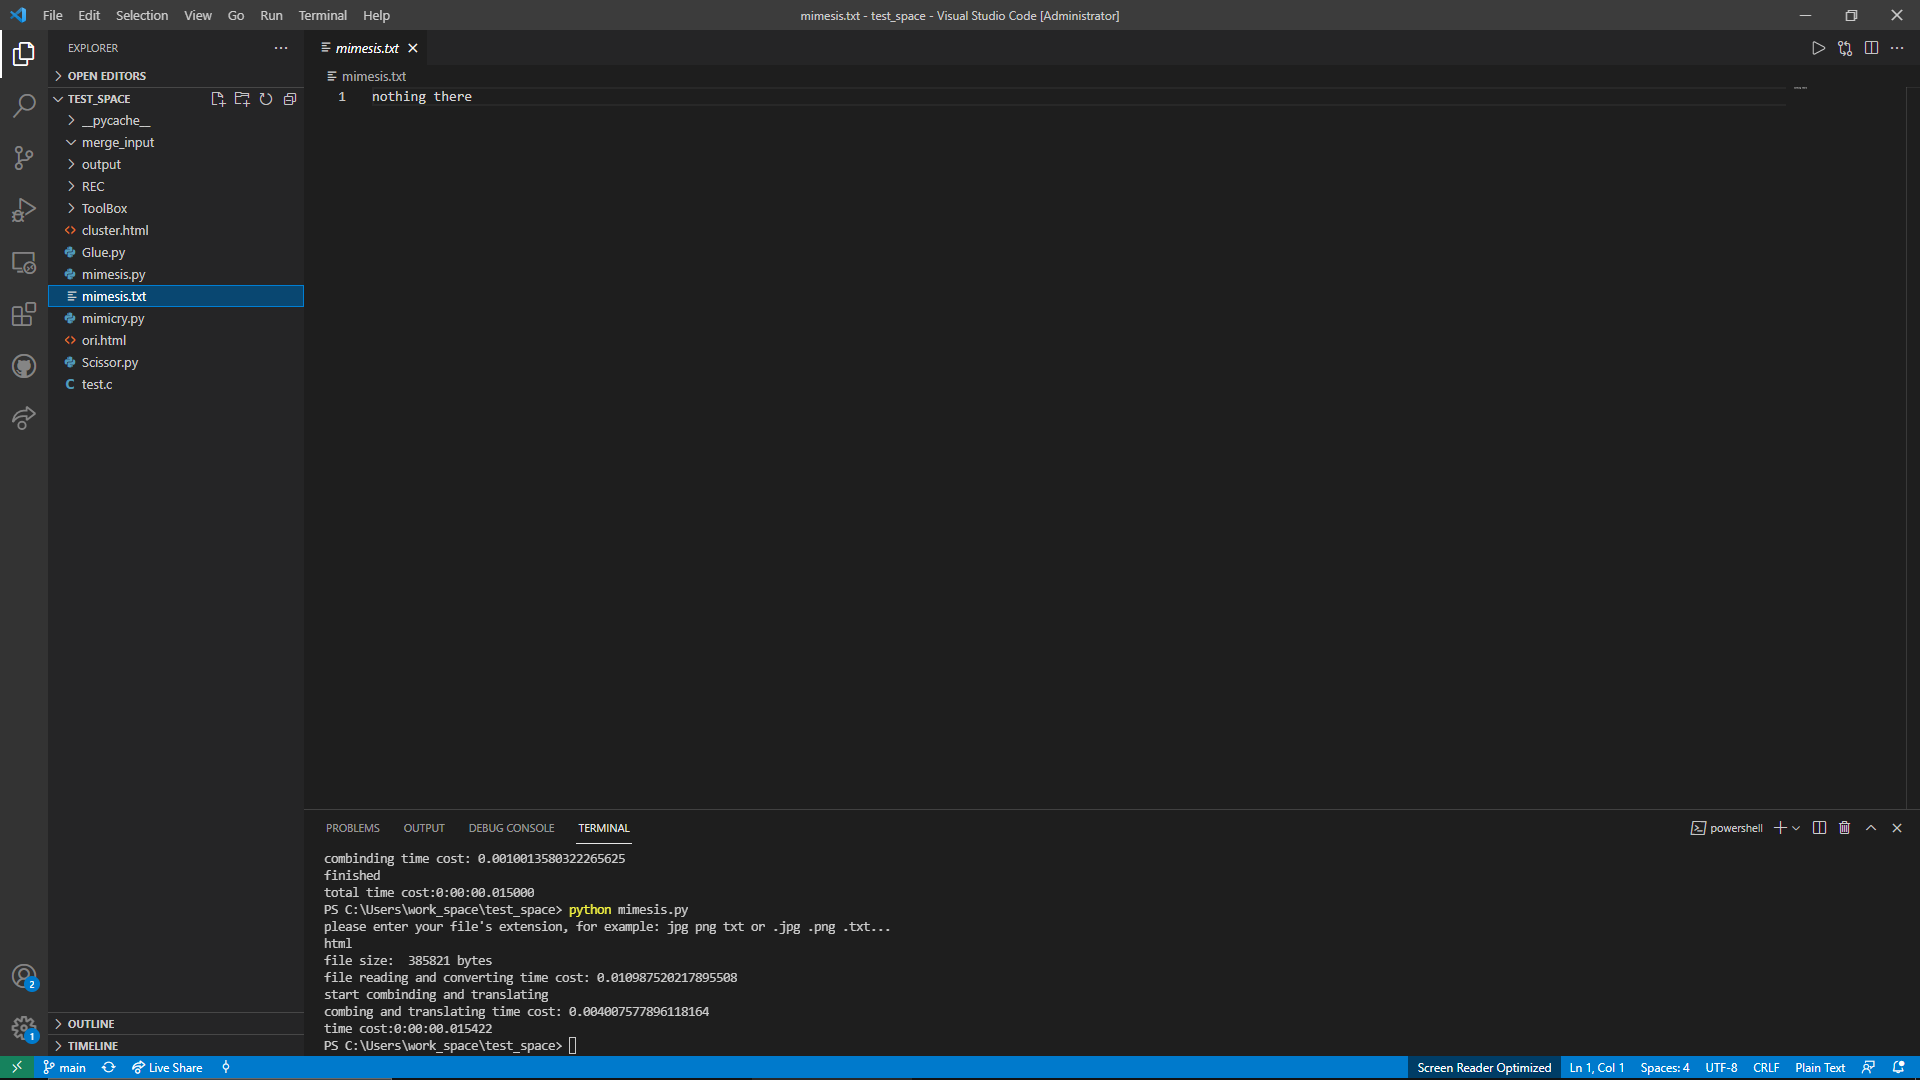 File Edit Selection View Go Run Terminal Help
mimesis.txt - test_space - Visual Studio Code [Administrator]
EXPLORER
mimesis.txt
OPEN EDITORS
mimesis.txt
TEST_SPACE
1 nothing there
__pycache__
merge_input
output
REC
ToolBox
cluster.html
Glue.py
mimesis.py
mimesis.txt
mimicry.py
ori.html
Scissor.py
C test.c
PROBLEMS OUTPUT DEBUG CONSOLE TERMINAL
powershell
combinding time cost: 0.0010013580322265625
finished
total time cost:0:00:00.015000
PS C:\Users\work_space\test_space> python mimesis.py
please enter your file's extension, for example: jpg png txt or .jpg .png .txt...
html
file size:  385821 bytes
file reading and converting time cost: 0.010987520217895508
start combinding and translating
combing and translating time cost: 0.004007577896118164
time cost:0:00:00.015422
PS C:\Users\work_space\test_space>
2
OUTLINE
1
TIMELINE
main Live Share
Screen Reader Optimized Ln 1, Col 1 Spaces: 4 UTF-8 CRLF Plain Text